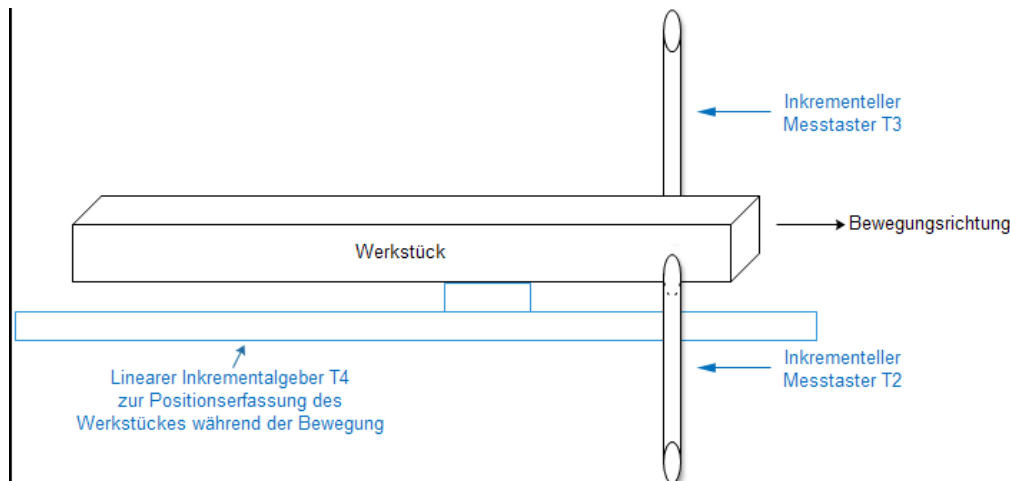 Inkrementeller
Messtaster T3
Bewegungsrichtung
Werkstück
Inkrementeller
Messtaster T2
Linearer Inkrementalgeber T4
zur Positionserfassung des
Werkstückes während der Bewegung